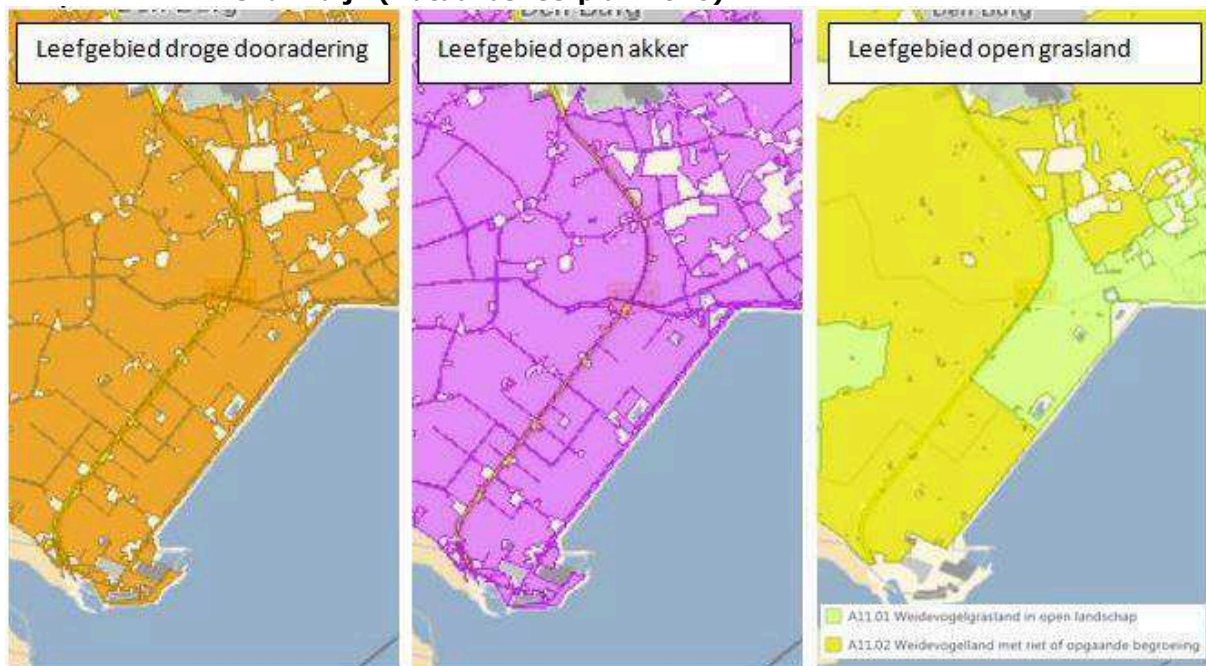 Leefgebied droge dooradering
Leefgebied open akker
Leefgebied open grasland
Den Burg
A11.01 Weidevogelgrasland in open landschap
A11.02 Weidevogelland met riet of opgaande begroeiing